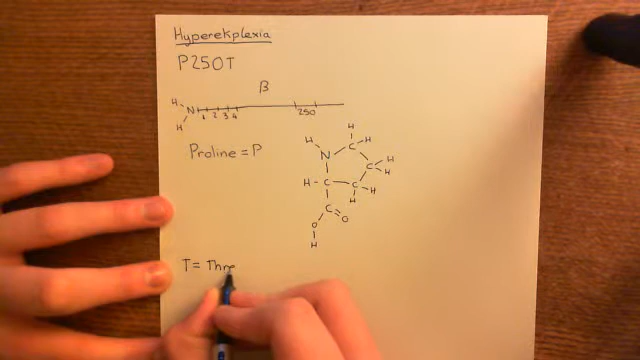 Hyperekplexia
P250T
β
H
N
H
1 2 3 4 250
Proline = P
H H
H
N C
C H
H
H - C C H
H
C
O O
H
T = Thre